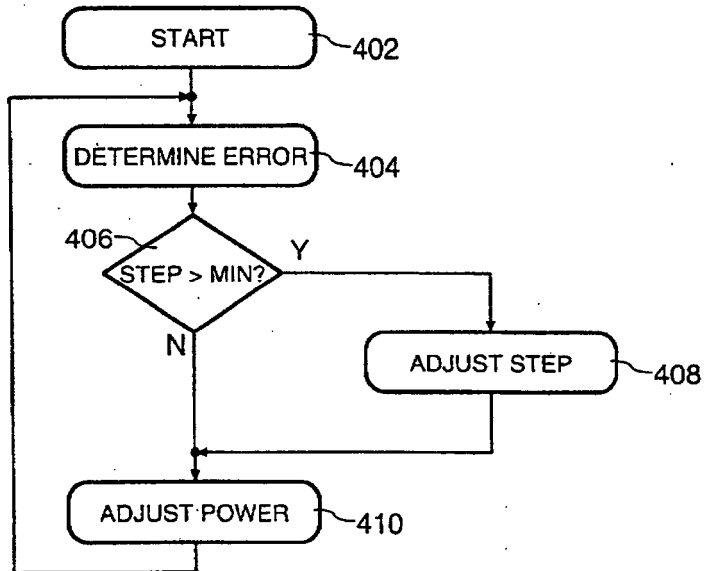 START
402
DETERMINE ERROR
404
406
STEP > MIN?
Y
N
ADJUST STEP
408
ADJUST POWER
410